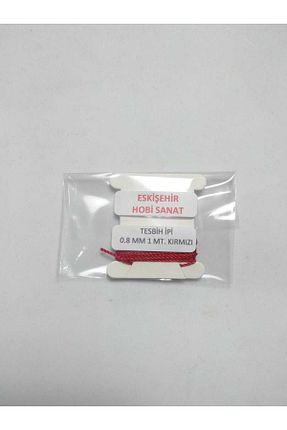 ESKİŞEHİR
HOBİ SANAT
TESBİH İPİ
0.8 MM 1 MT. KIRMIZI